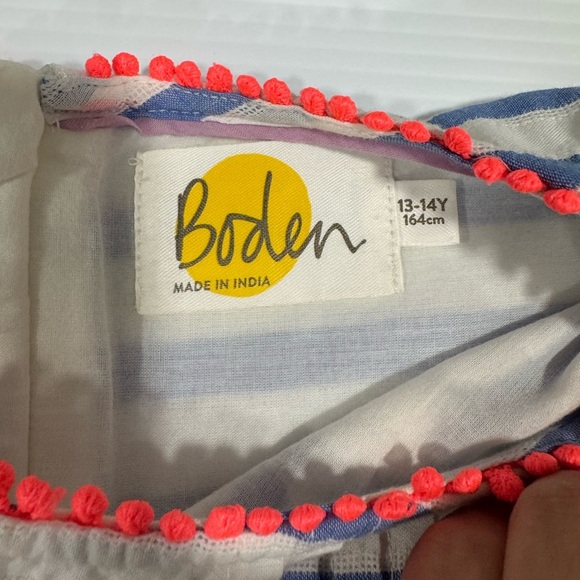 Boden
MADE IN INDIA
13-14Y
164cm